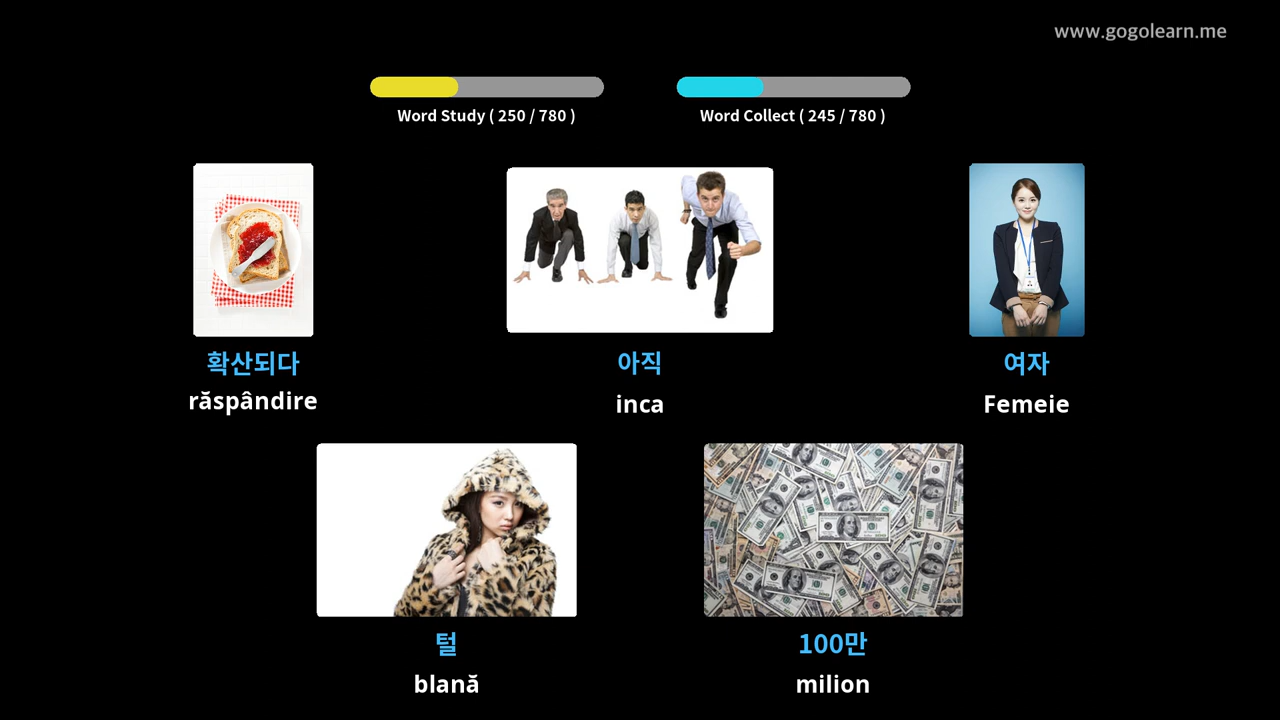 www.gogolearn.me
Word Study ( 250 / 780 )
Word Collect ( 245 / 780 )
확산되다
răspândire
아직
inca
여자
Femeie
털
blană
100만
milion